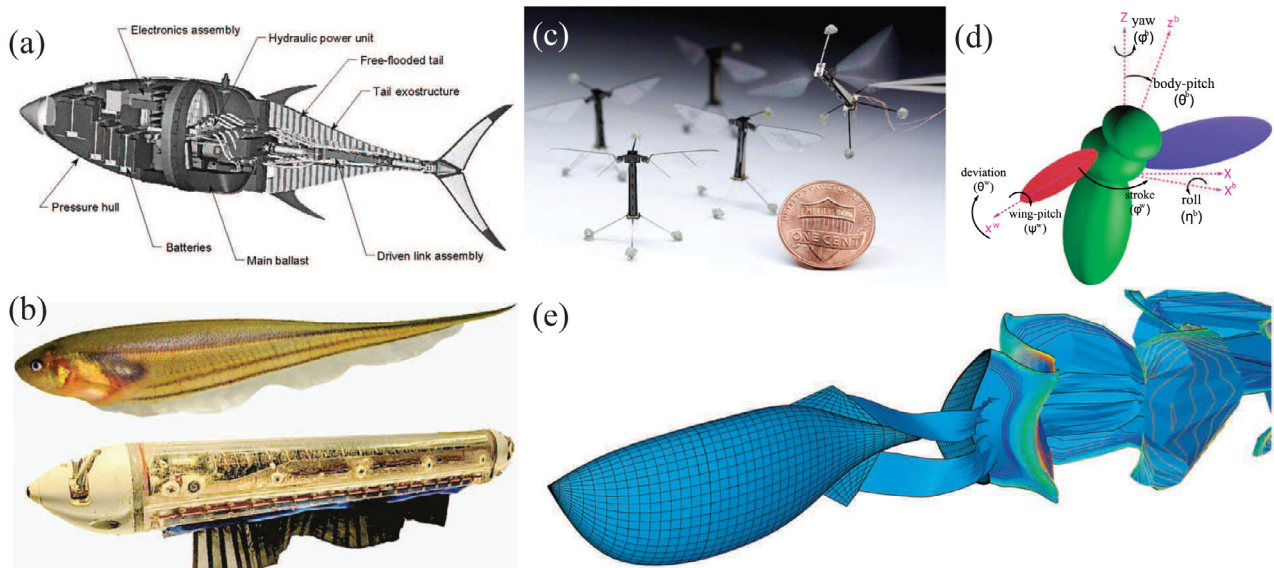 (a)
Electronics assembly
Hydraulic power unit
Free-flooded tail
Tail exostructure
Pressure hull
Batteries
Main ballast
Driven link assembly
(b)
(c)
ONE CENT
(d)
Z
yaw
(φᵇ)
zᵇ
body-pitch
(θᵇ)
deviation
(θʷ)
wing-pitch
(ψʷ)
xʷ
stroke
(φʷ)
X
xᵇ
roll
(ηᵇ)
(e)